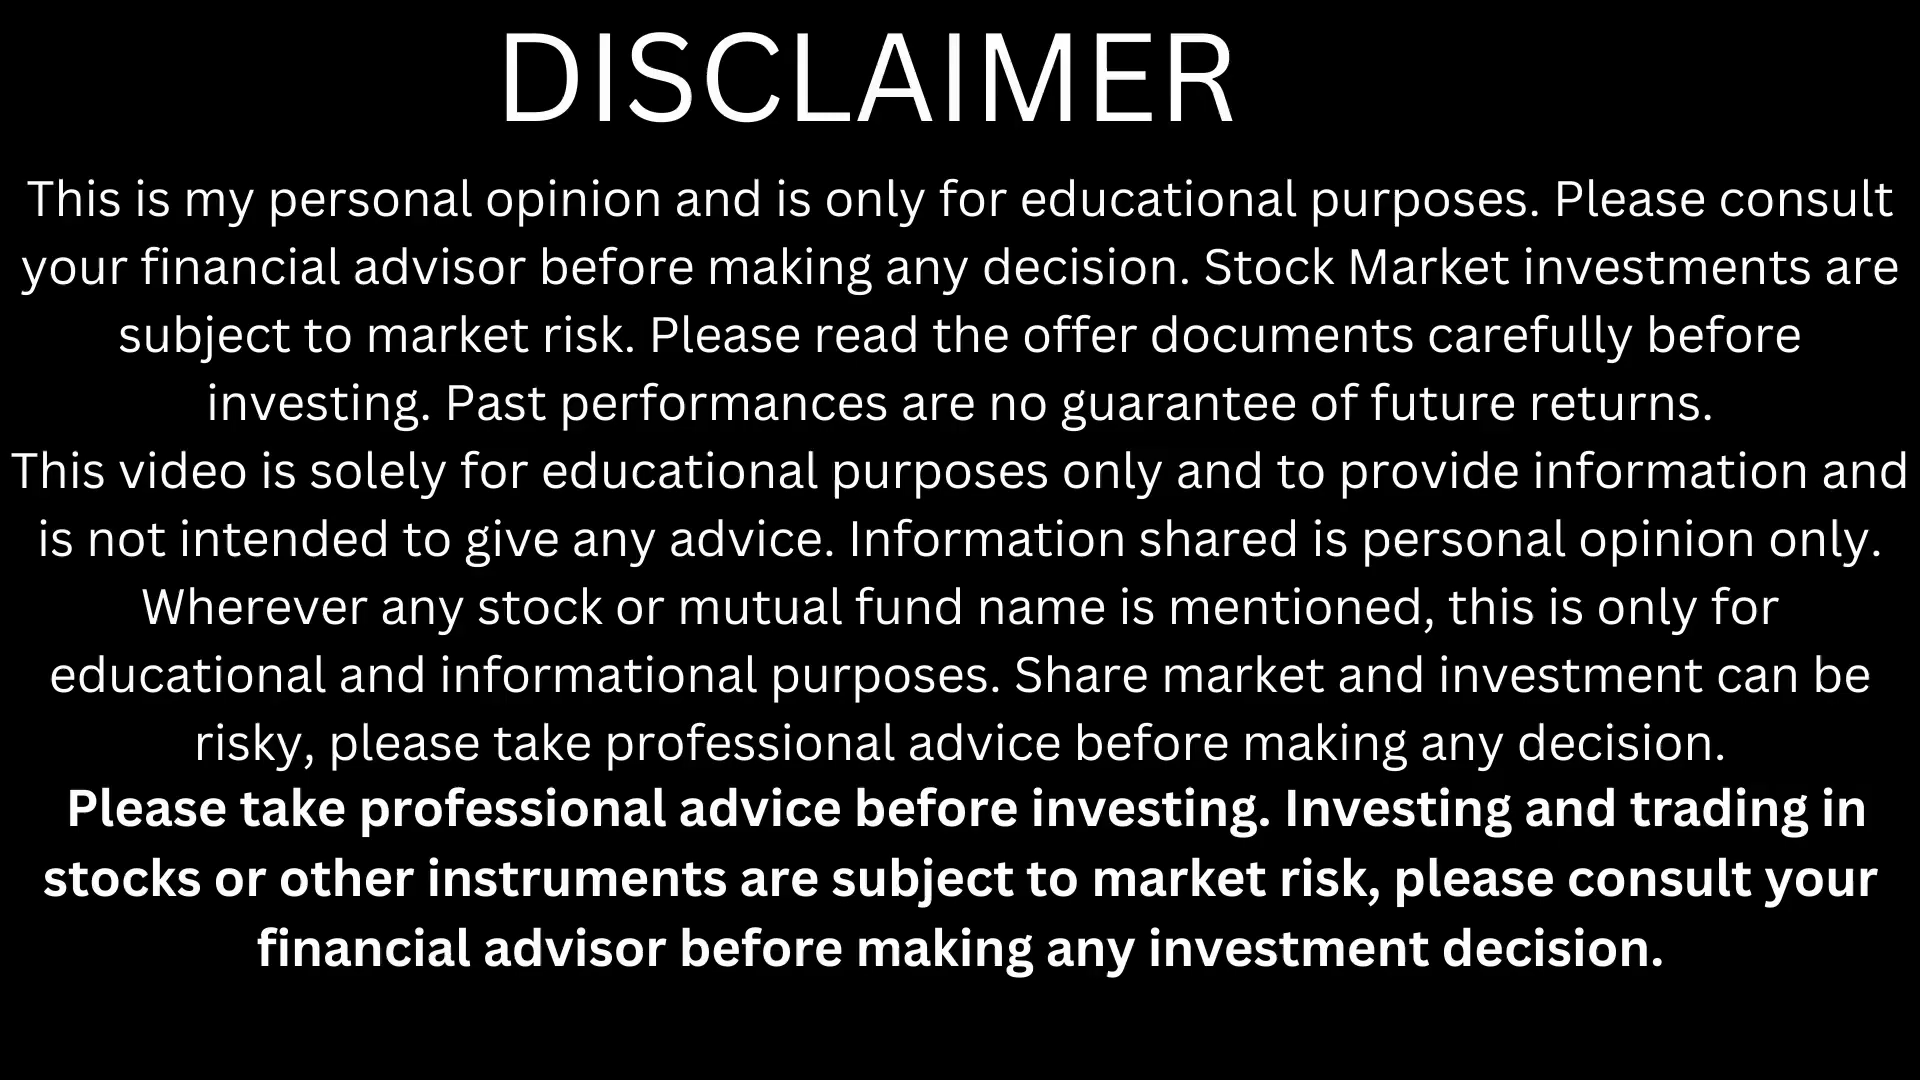 DISCLAIMER
This is my personal opinion and is only for educational purposes. Please consult
your financial advisor before making any decision. Stock Market investments are
subject to market risk. Please read the offer documents carefully before
investing. Past performances are no guarantee of future returns.
This video is solely for educational purposes only and to provide information and
is not intended to give any advice. Information shared is personal opinion only.
Wherever any stock or mutual fund name is mentioned, this is only for
educational and informational purposes. Share market and investment can be
risky, please take professional advice before making any decision.
Please take professional advice before investing. Investing and trading in
stocks or other instruments are subject to market risk, please consult your
financial advisor before making any investment decision.